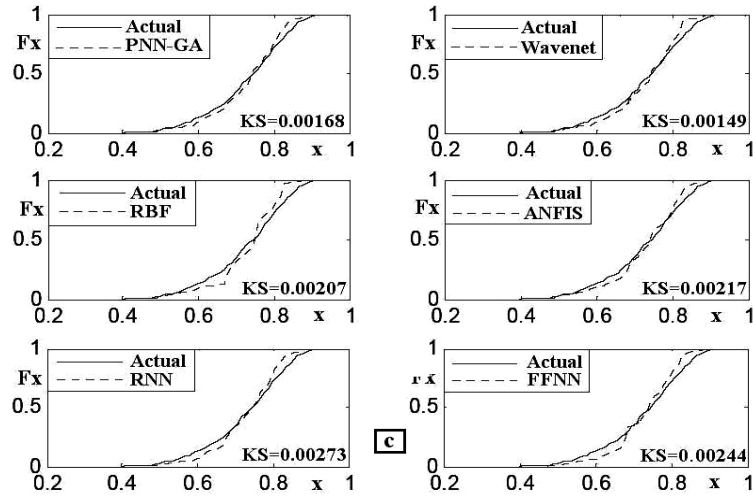 1
Fx
Actual
PNN-GA
0.5
KS=0.00168
0
0.2 0.4 0.6 0.8 x 1
1
Fx
Actual
Wavenet
0.5
KS=0.00149
0
0.2 0.4 0.6 0.8 x 1
1
Fx
Actual
RBF
0.5
KS=0.00207
0
0.2 0.4 0.6 0.8 x 1
1
Fx
Actual
ANFIS
0.5
KS=0.00217
0
0.2 0.4 0.6 0.8 x 1
1
Fx
Actual
RNN
0.5
KS=0.00273
0
0.2 0.4 0.6 0.8 x 1
c
1
Actual
FFNN
0.5
KS=0.00244
0
0.2 0.4 0.6 0.8 x 1